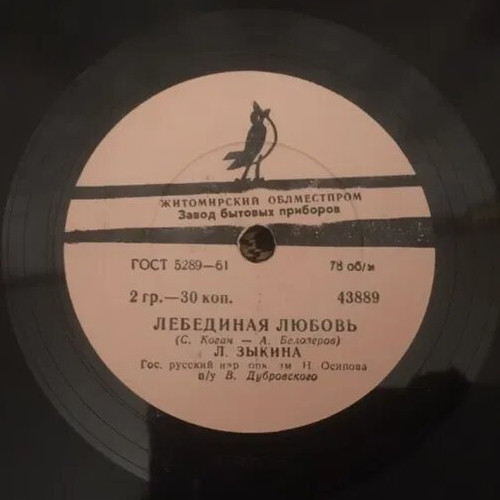 ЖИТОМИРСКИЙ ОБЛМЕСТПРОМ
Завод бытовых приборов
ГОСТ 5289—61 78 об/м
2 гр.—30 коп. 43889
ЛЕБЕДИНАЯ ЛЮБОВЬ
(С. Коган — А. Белозеров)
Л. ЗЫКИНА
Гос. русский нар орк. им Н. Осипова
п/у В. Дубровского